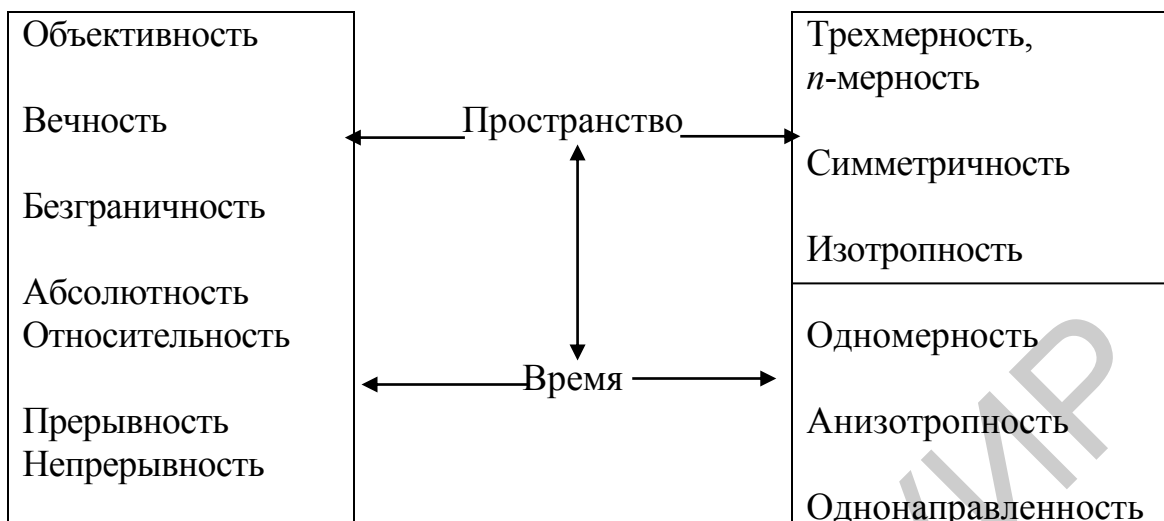 Объективность
Вечность
Безграничность
Абсолютность
Относительность
Прерывность
Непрерывность
Пространство
Время
Трехмерность,
n-мерность
Симметричность
Изотропность
Одномерность
Анизотропность
Однонаправленность